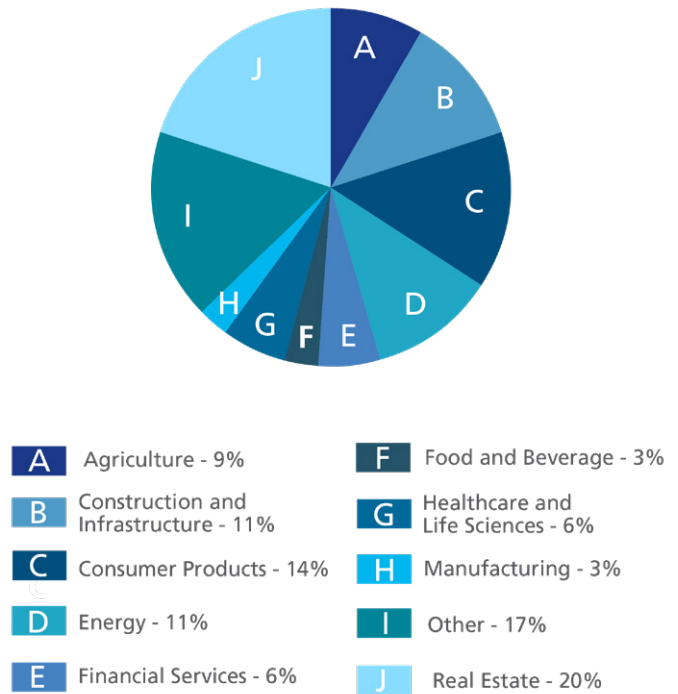 A
B
C
D
E
F
G
H
I
J
A Agriculture - 9%
B Construction and
Infrastructure - 11%
C Consumer Products - 14%
D Energy - 11%
E Financial Services - 6%
F Food and Beverage - 3%
G Healthcare and
Life Sciences - 6%
H Manufacturing - 3%
I Other - 17%
J Real Estate - 20%